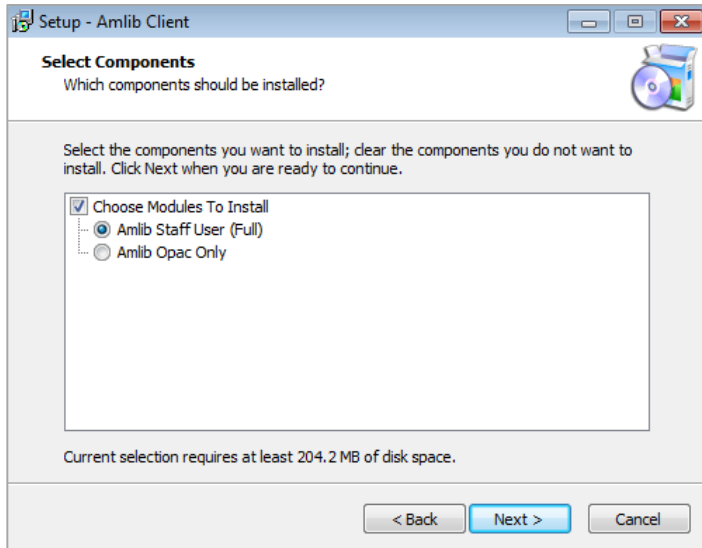 Setup - Amlib Client
Select Components
Which components should be installed?
Select the components you want to install; clear the components you do not want to
install. Click Next when you are ready to continue.
Choose Modules To Install
Amlib Staff User (Full)
Amlib Opac Only
Current selection requires at least 204.2 MB of disk space.
< Back
Next >
Cancel